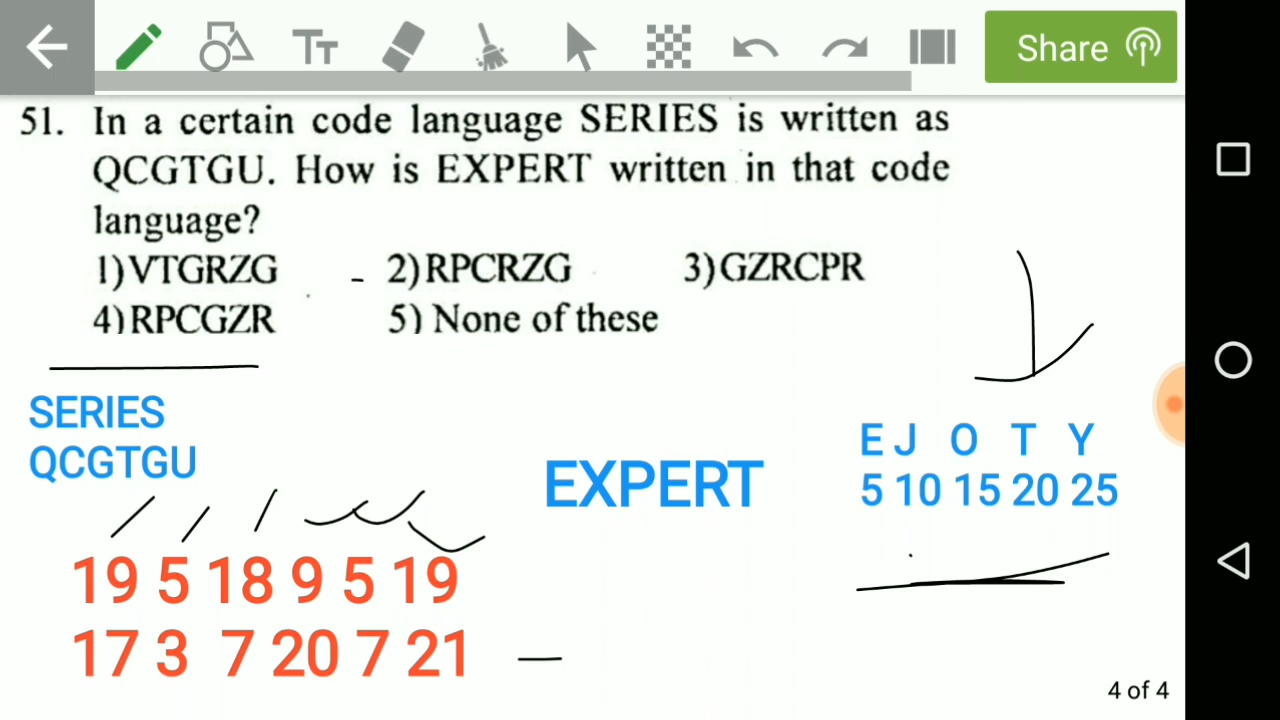 Share
51. In a certain code language SERIES is written as
QCGTGU. How is EXPERT written in that code
language?
1) VTGRZG - 2) RPCRZG 3) GZRCPR
4) RPCGZR 5) None of these
SERIES
QCGTGU
EXPERT
E J O T Y
5 10 15 20 25
19 5 18 9 5 19
17 3 7 20 7 21 —
4 of 4